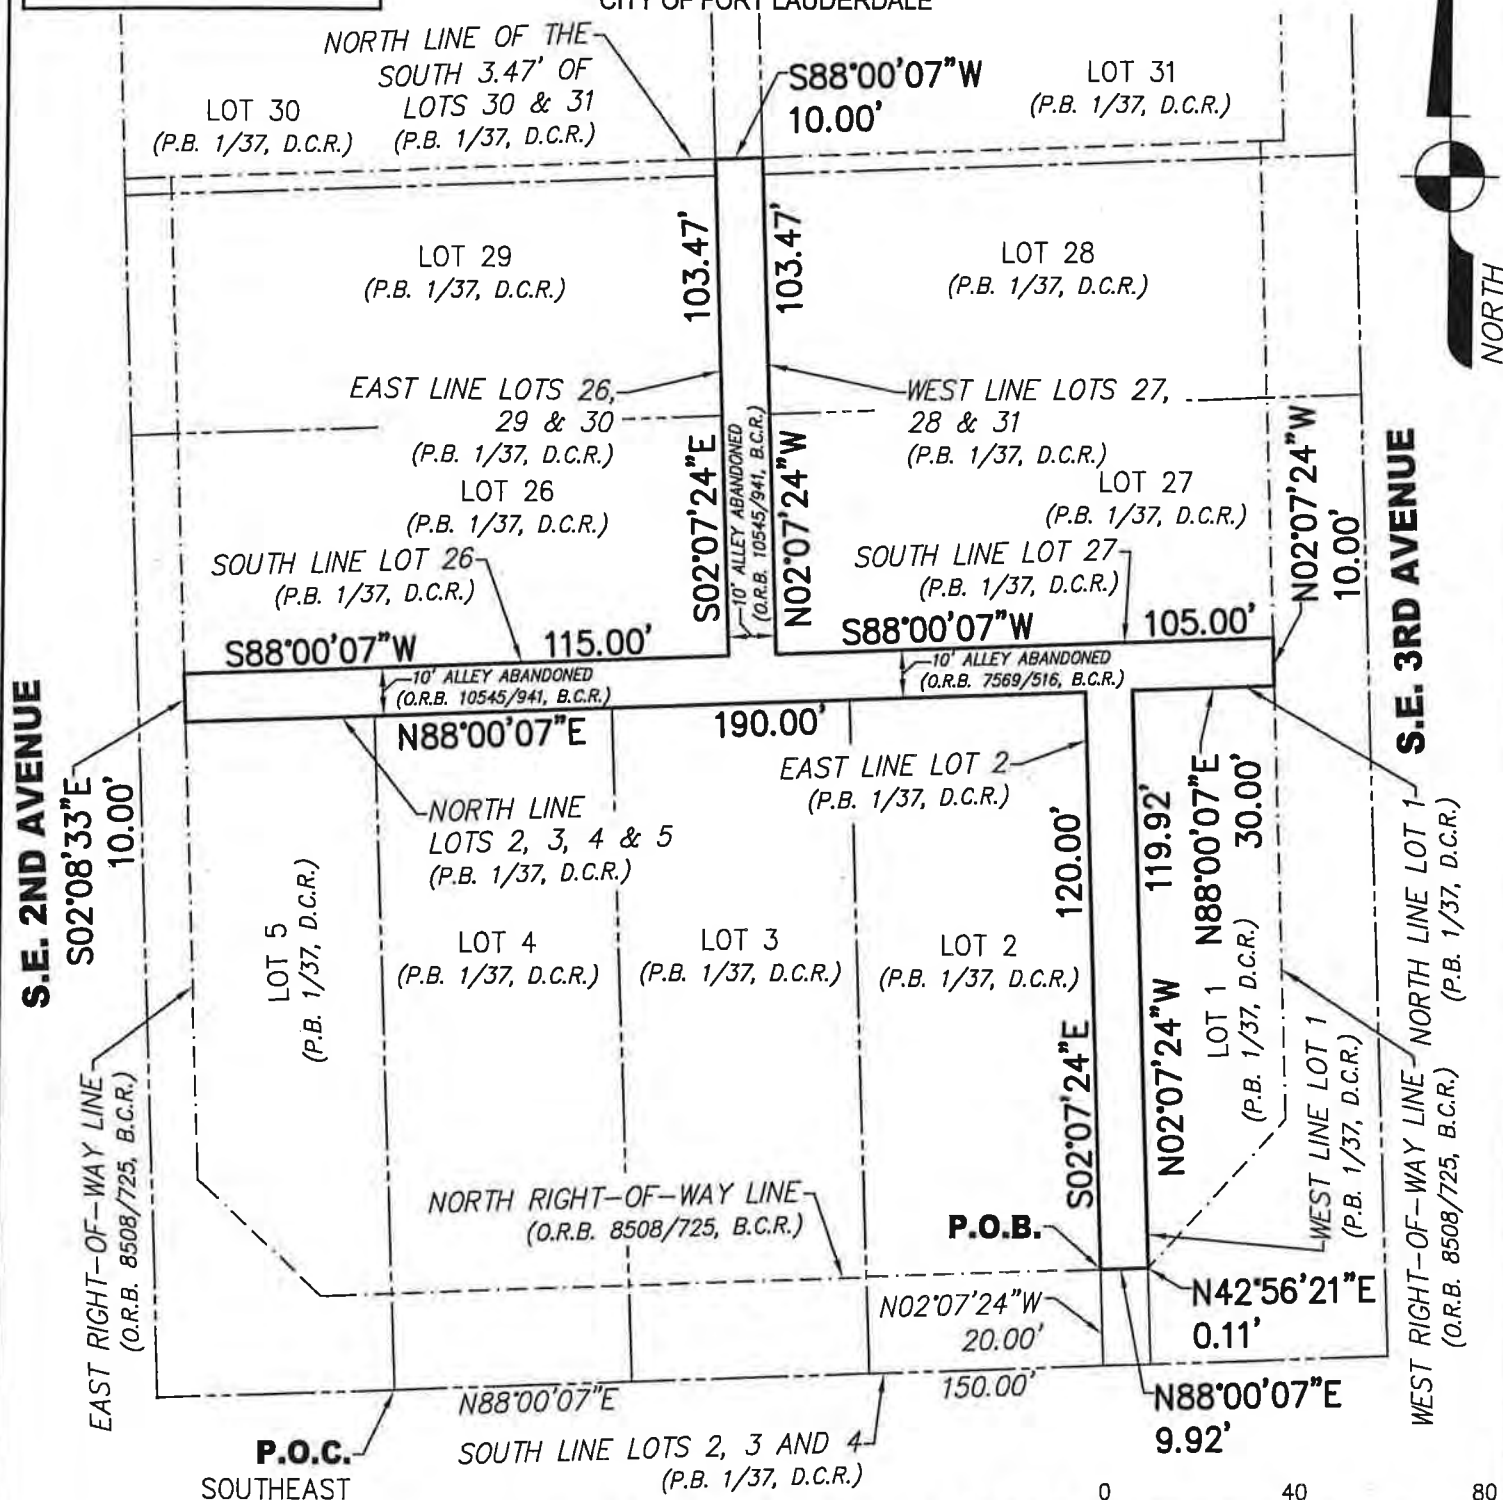 CITY OF FORT LAUDERDALE
NORTH LINE OF THE
SOUTH 3.47' OF
LOTS 30 & 31
(P.B. 1/37, D.C.R.)
LOT 30
(P.B. 1/37, D.C.R.)
S88°00'07"W
10.00'
LOT 31
(P.B. 1/37, D.C.R.)
NORTH
LOT 29
(P.B. 1/37, D.C.R.)
103.47'
103.47'
LOT 28
(P.B. 1/37, D.C.R.)
EAST LINE LOTS 26,
29 & 30
(P.B. 1/37, D.C.R.)
WEST LINE LOTS 27,
28 & 31
(P.B. 1/37, D.C.R.)
LOT 26
(P.B. 1/37, D.C.R.)
S02°07'24"E
10' ALLEY ABANDONED
(O.R.B. 10545/941, B.C.R.)
N02°07'24"W
LOT 27
(P.B. 1/37, D.C.R.)
N02°07'24"W
10.00'
S.E. 3RD AVENUE
SOUTH LINE LOT 26
(P.B. 1/37, D.C.R.)
SOUTH LINE LOT 27
(P.B. 1/37, D.C.R.)
S88°00'07"W
115.00'
S88°00'07"W
105.00'
10' ALLEY ABANDONED
(O.R.B. 10545/941, B.C.R.)
10' ALLEY ABANDONED
(O.R.B. 7569/516, B.C.R.)
S.E. 2ND AVENUE
S02°08'33"E
10.00'
N88°00'07"E
190.00'
NORTH LINE
LOTS 2, 3, 4 & 5
(P.B. 1/37, D.C.R.)
EAST LINE LOT 2
(P.B. 1/37, D.C.R.)
120.00'
119.92'
N88°00'07"E
30.00'
NORTH LINE LOT 1
(P.B. 1/37, D.C.R.)
LOT 5
(P.B. 1/37, D.C.R.)
LOT 4
(P.B. 1/37, D.C.R.)
LOT 3
(P.B. 1/37, D.C.R.)
LOT 2
(P.B. 1/37, D.C.R.)
S02°07'24"E
N02°07'24"W
LOT 1
(P.B. 1/37, D.C.R.)
WEST LINE LOT 1
(P.B. 1/37, D.C.R.)
EAST RIGHT-OF-WAY LINE
(O.R.B. 8508/725, B.C.R.)
WEST RIGHT-OF-WAY LINE
(O.R.B. 8508/725, B.C.R.)
NORTH RIGHT-OF-WAY LINE
(O.R.B. 8508/725, B.C.R.)
P.O.B.
N02°07'24"W
20.00'
N42°56'21"E
0.11'
N88°00'07"E
150.00'
N88°00'07"E
9.92'
P.O.C.
SOUTHEAST
SOUTH LINE LOTS 2, 3 AND 4
(P.B. 1/37, D.C.R.)
0 40 80